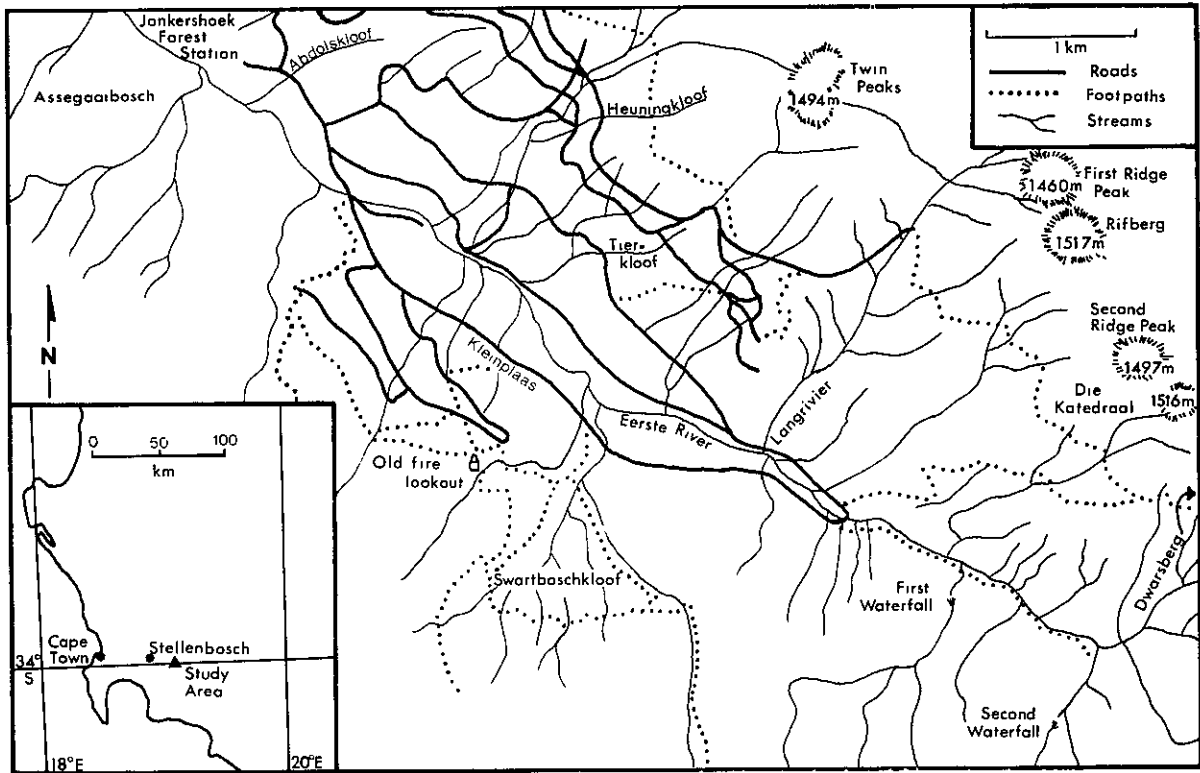 Jonkershoek
Forest
Station
Abdolskloof
Assegaaibosch
Heuningkloof
Twin
Peaks
1494m
1 km
Roads
Footpaths
Streams
First Ridge
Peak
1460m
Rifberg
1517m
Tier-
kloof
Second
Ridge Peak
1497m
1516m
Die
Katedraal
N
Kleinplaas
Eerste River
Langrivier
Old fire
lookout
Swartboschkloof
First
Waterfall
Second
Waterfall
Dwarsberg
0 50 100
km
Cape
Town
Stellenbosch
Study
Area
34°
S
18°E
20°E